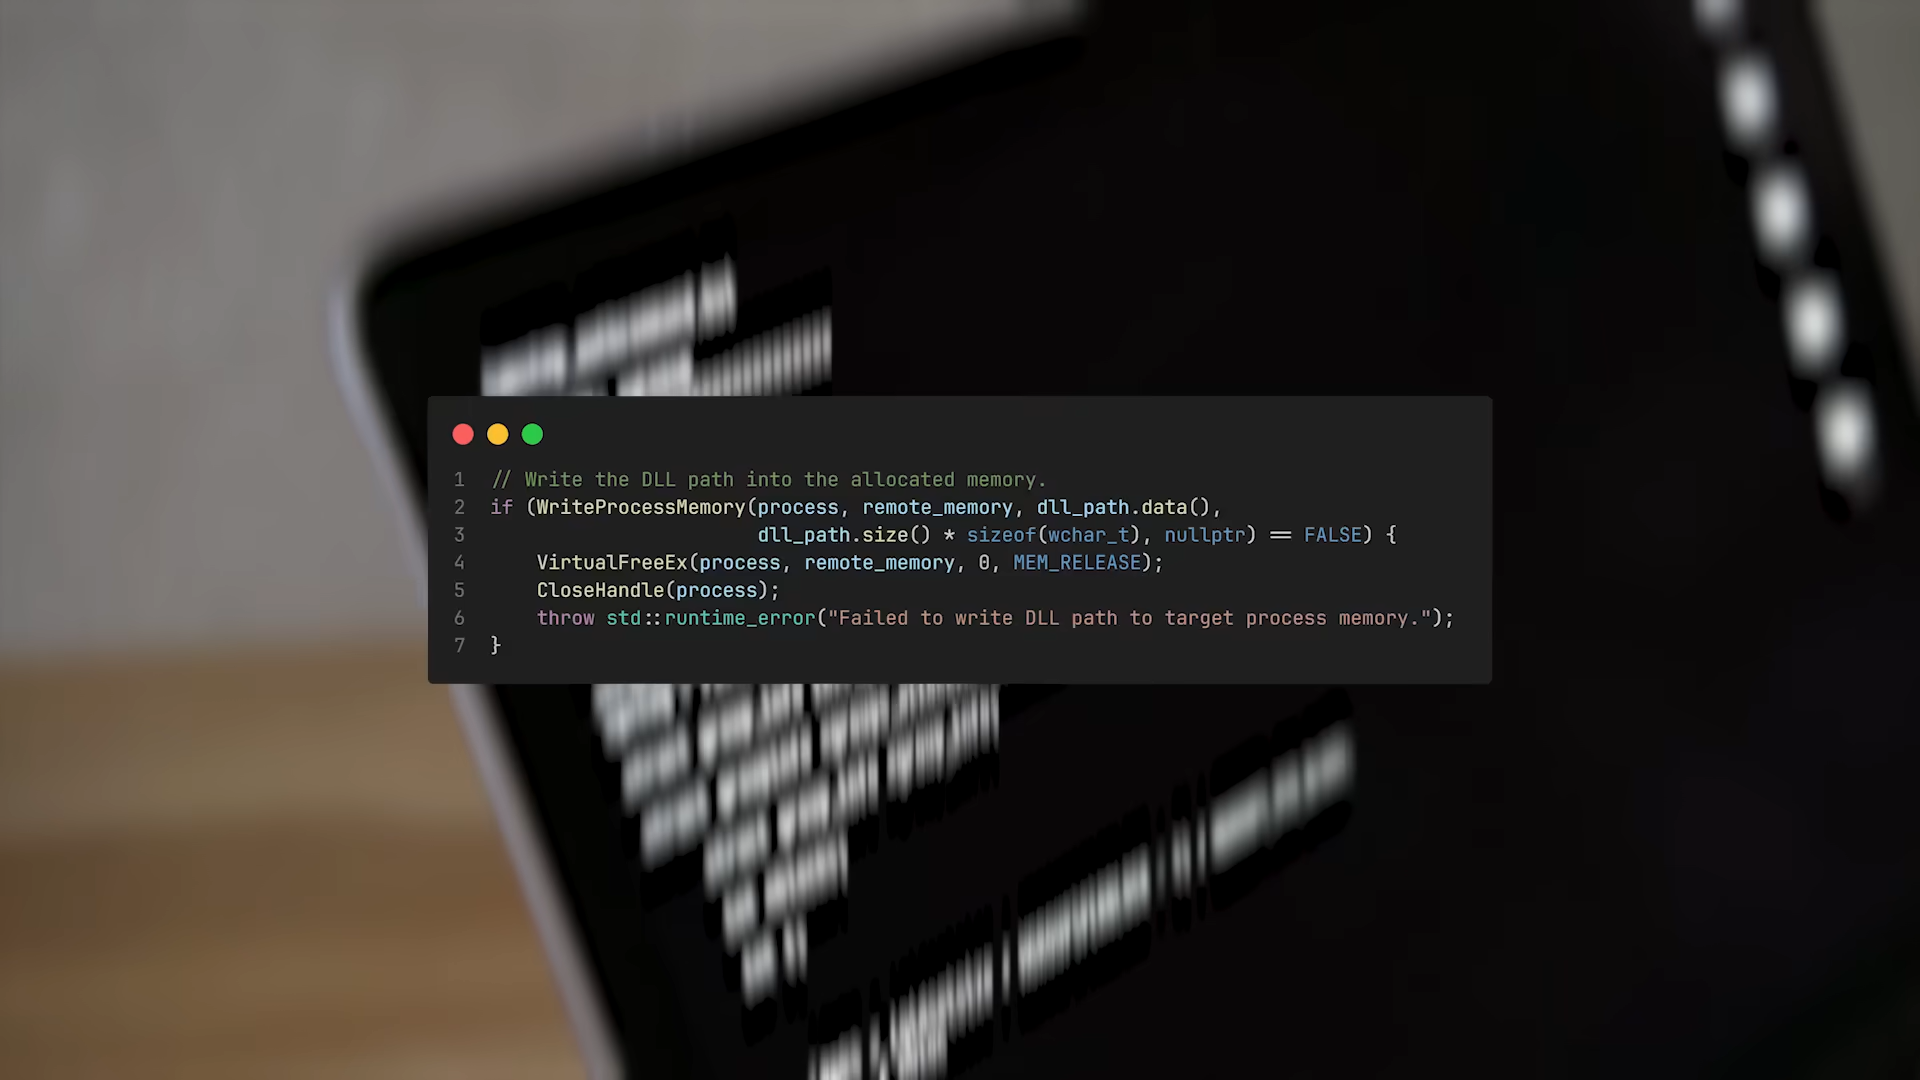 1 // Write the DLL path into the allocated memory.
2 if (WriteProcessMemory(process, remote_memory, dll_path.data(),
3 dll_path.size() * sizeof(wchar_t), nullptr) == FALSE) {
4 VirtualFreeEx(process, remote_memory, 0, MEM_RELEASE);
5 CloseHandle(process);
6 throw std::runtime_error("Failed to write DLL path to target process memory.");
7 }